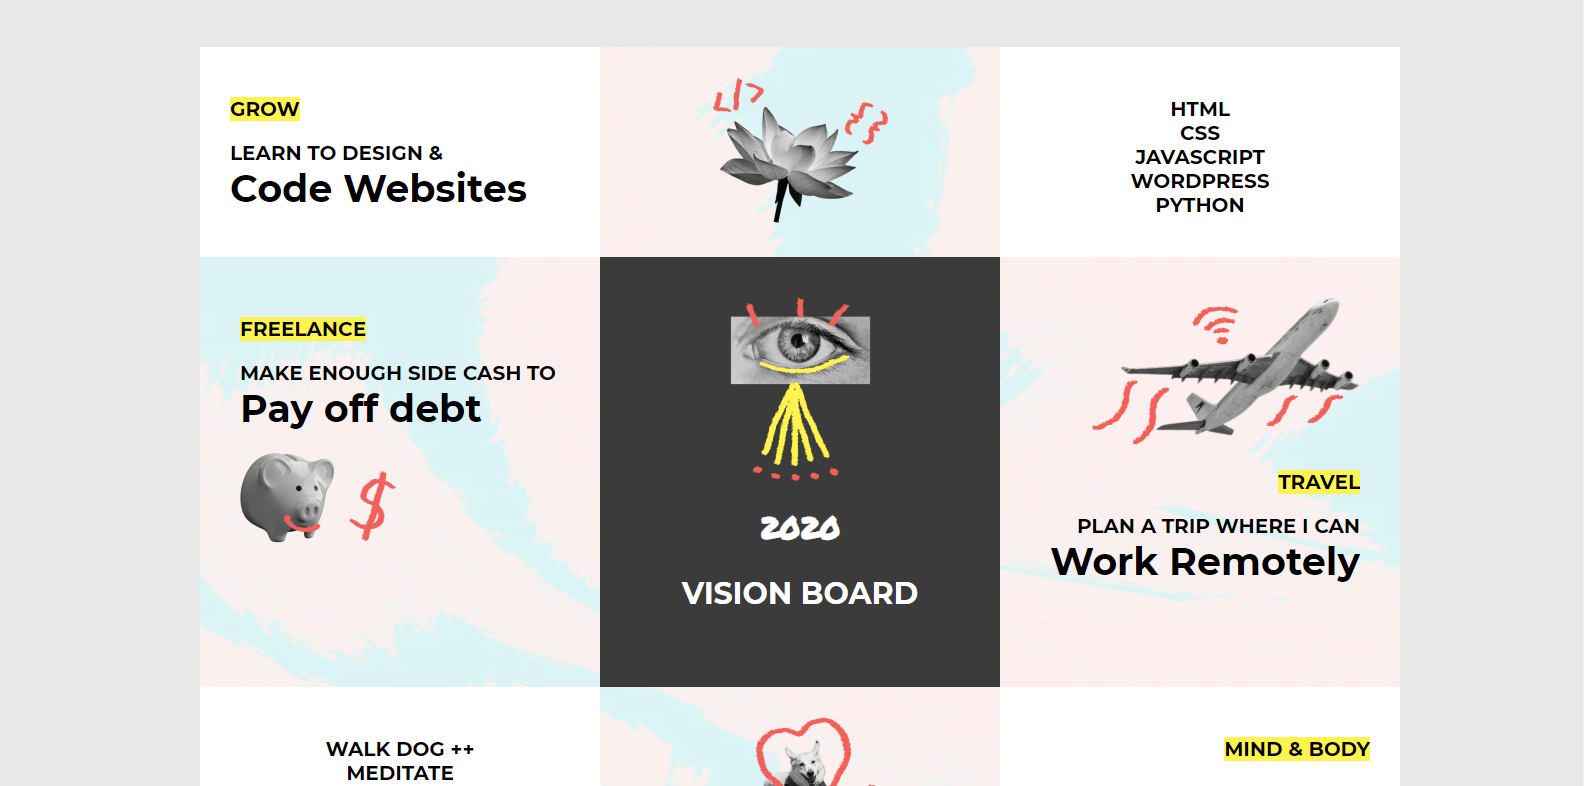 GROW
LEARN TO DESIGN &
Code Websites
</>
{}
HTML
CSS
JAVASCRIPT
WORDPRESS
PYTHON
FREELANCE
MAKE ENOUGH SIDE CASH TO
Pay off debt
$
2020
VISION BOARD
TRAVEL
PLAN A TRIP WHERE I CAN
Work Remotely
WALK DOG ++
MEDITATE
MIND & BODY